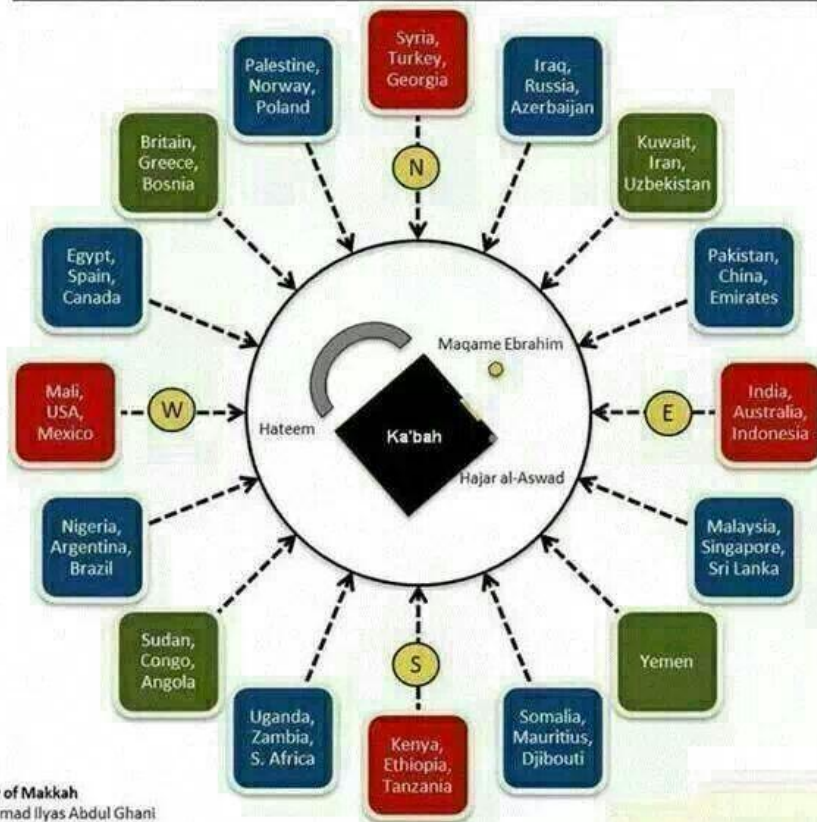 Syria,
Turkey,
Georgia
Iraq,
Russia,
Azerbaijan
Kuwait,
Iran,
Uzbekistan
Pakistan,
China,
Emirates
India,
Australia,
Indonesia
Malaysia,
Singapore,
Sri Lanka
Yemen
Somalia,
Mauritius,
Djibouti
Kenya,
Ethiopia,
Tanzania
Uganda,
Zambia,
S. Africa
Sudan,
Congo,
Angola
Nigeria,
Argentina,
Brazil
Mali,
USA,
Mexico
Egypt,
Spain,
Canada
Britain,
Greece,
Bosnia
Palestine,
Norway,
Poland
N
E
S
W
Maqame Ebrahim
Hateem
Ka'bah
Hajar al-Aswad
of Makkah
mad Ilyas Abdul Ghani